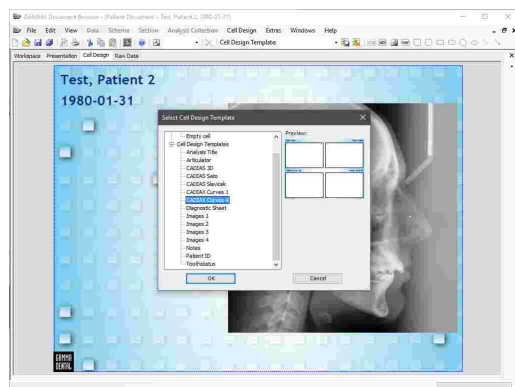 GAMMA Document Browser - [Patient Document - Test, Patient 2, 1980-01-31]
File Edit View Data Schema Section Analysis Collection Cell Design Extras Windows Help
Cell Design Template
Workspace Presentation Cell Design Raw Data
Test, Patient 2
1980-01-31
Select Cell Design Template
Empty cell
Cell Design Templates
Analysis Title
Articulator
CADIAS 3D
CADIAS Sato
CADIAS Slavicek
CADIAX Curves 1
CADIAX Curves 4
Diagnostic Sheet
Images 1
Images 2
Images 3
Images 4
Notes
Patient ID
Toothstatus
Preview:
OK Cancel
GAMMA
DENTAL